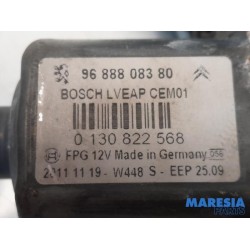 96 888 083 80
BOSCH LVEAP CEM01
0 130 822 568
FPG 12V Made in Germany 056
2011 11 19 - W448 S - EEP 25.09
MARESIA